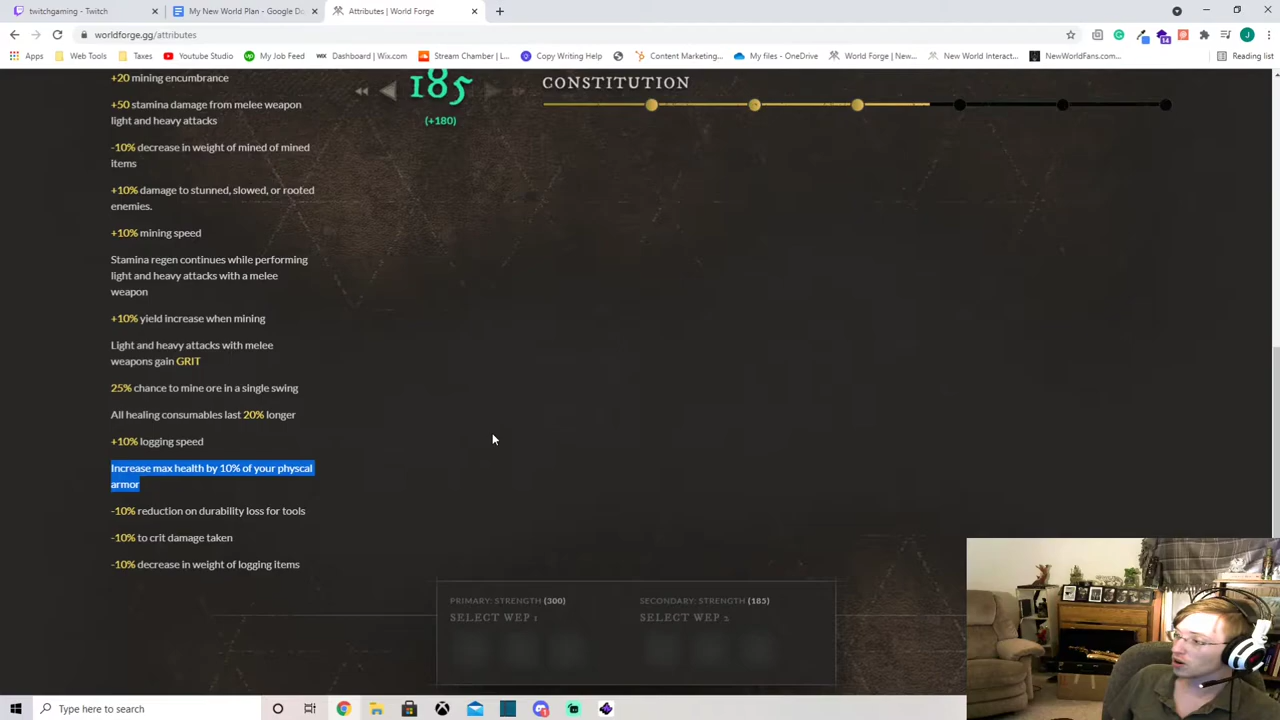 twitchgaming - Twitch
My New World Plan - Google Do
Attributes | World Forge
worldforge.gg/attributes
Apps
Web Tools
Taxes
Youtube Studio
My Job Feed
Dashboard | Wix.com
Stream Chamber | L...
Copy Writing Help
Content Marketing...
My files - OneDrive
World Forge | New...
New World Interact...
NewWorldFans.com...
Reading list
+20 mining encumbrance
+50 stamina damage from melee weapon
light and heavy attacks
-10% decrease in weight of mined of mined
items
+10% damage to stunned, slowed, or rooted
enemies.
+10% mining speed
Stamina regen continues while performing
light and heavy attacks with a melee
weapon
+10% yield increase when mining
Light and heavy attacks with melee
weapons gain GRIT
25% chance to mine ore in a single swing
All healing consumables last 20% longer
+10% logging speed
Increase max health by 10% of your physcal
armor
-10% reduction on durability loss for tools
-10% to crit damage taken
-10% decrease in weight of logging items
185
(+180)
CONSTITUTION
PRIMARY: STRENGTH (300)
SELECT WEP 1
SECONDARY: STRENGTH (185)
SELECT WEP 2
Type here to search